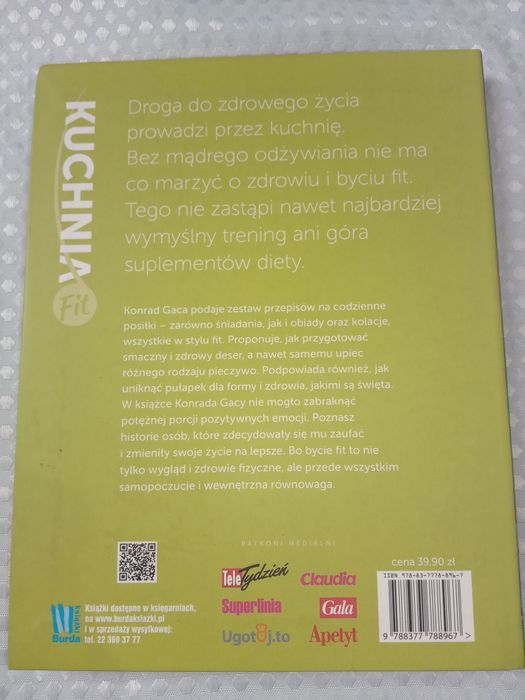 KUCHNIA
Fit
Droga do zdrowego życia
prowadzi przez kuchnię.
Bez mądrego odżywiania nie ma
co marzyć o zdrowiu i byciu fit.
Tego nie zastąpi nawet najbardziej
wymyślny trening ani góra
suplementów diety.
Konrad Gaca podaje zestaw przepisów na codzienne
posiłki – zarówno śniadania, jak i obiady oraz kolacje,
wszystkie w stylu fit. Proponuje, jak przygotować
smaczny i zdrowy deser, a nawet samemu upiec
różnego rodzaju pieczywo. Podpowiada również, jak
uniknąć pułapek dla formy i zdrowia, jakimi są święta.
W książce Konrada Gacy nie mogło zabraknąć
potężnej porcji pozytywnych emocji. Poznasz
historie osób, które zdecydowały się mu zaufać
i zmieniły swoje życie na lepsze. Bo bycie fit to nie
tylko wygląd i zdrowie fizyczne, ale przede wszystkim
samopoczucie i wewnętrzna równowaga.
PATRONI MEDIALNI
Tele Tydzień
Claudia
Superlinia
Gala
Ugotuj.to
Apetyt
cena 39,90 zł
ISBN 978-83-7778-896-7
9 788377 788967 >
książki
Burda
Książki dostępne w księgarniach,
na www.burdaksiazki.pl
i w sprzedaży wysyłkowej:
tel. 22 360 37 77